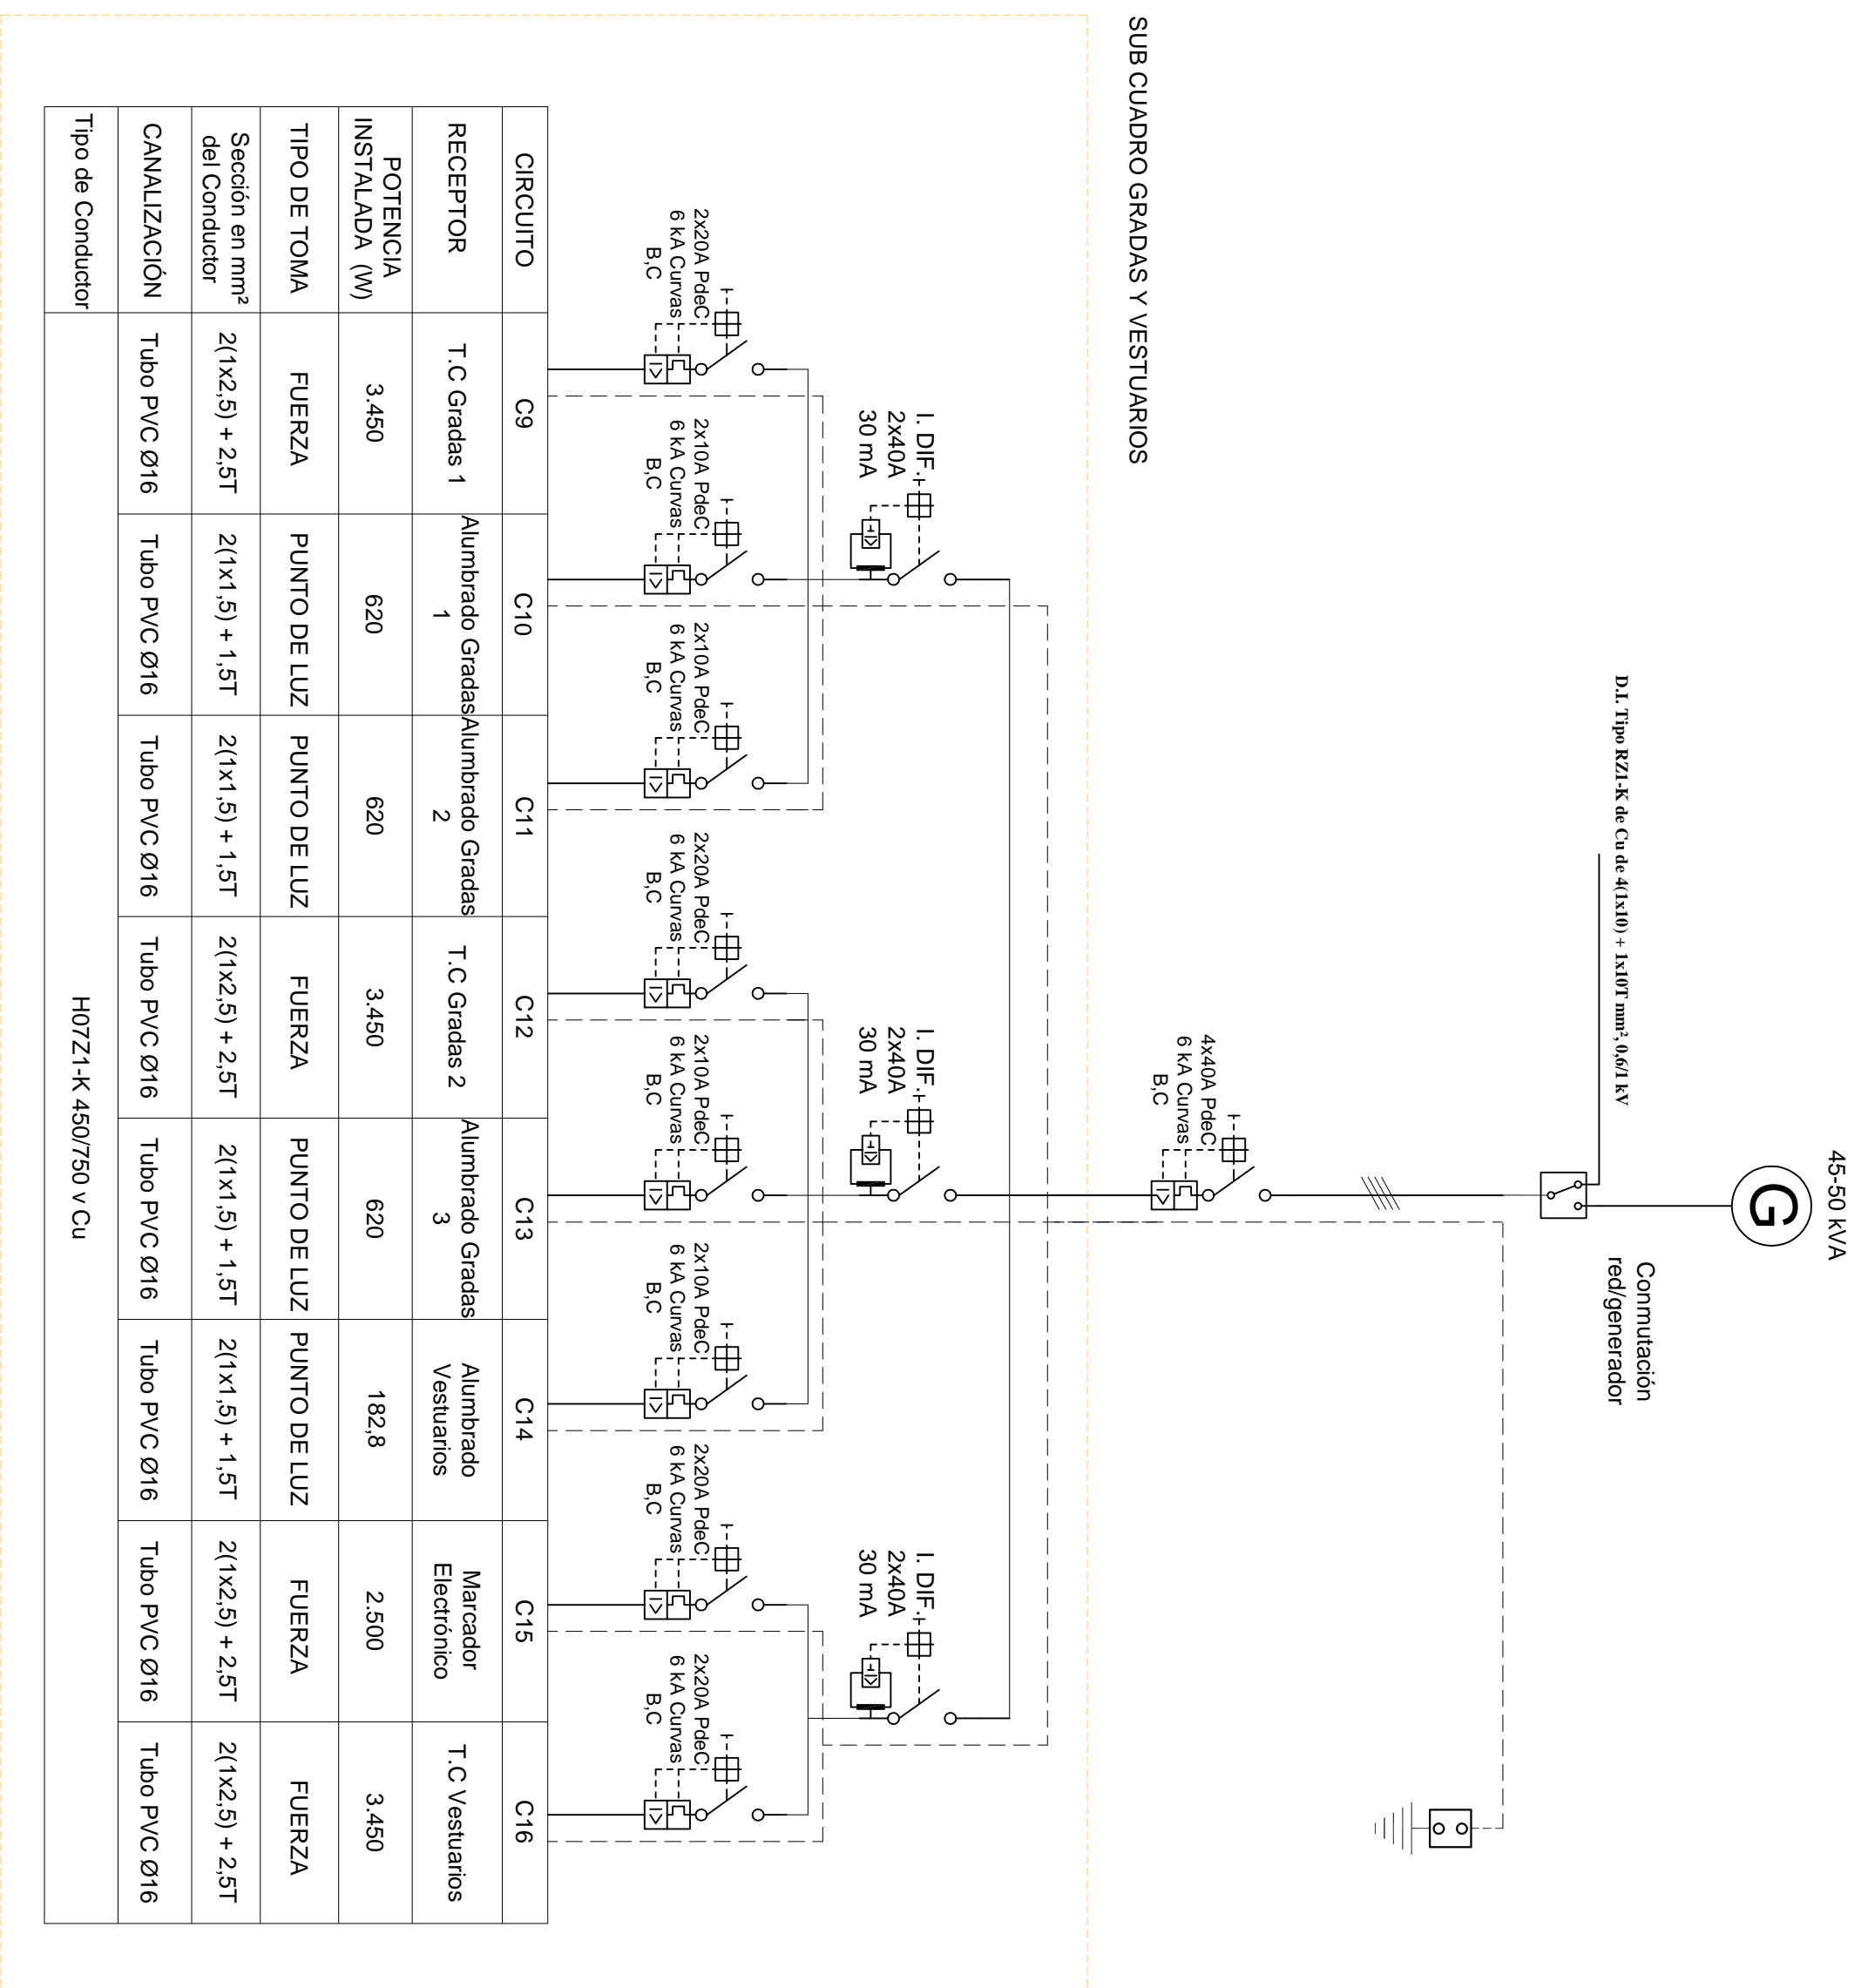 45-50 kVA
G
Conmutación
red/generador
D.I. Tipo RZ1-K de Cu de 4(1x10) + 1x10T mm², 0,6/1 kV
4x40A PdeC
6 kA Curvas
B,C
SUB CUADRO GRADAS Y VESTUARIOS
I. DIF.
2x40A
30 mA
I. DIF.
2x40A
30 mA
I. DIF.
2x40A
30 mA
2x20A PdeC
6 kA Curvas
B,C
2x10A PdeC
6 kA Curvas
B,C
2x10A PdeC
6 kA Curvas
B,C
2x20A PdeC
6 kA Curvas
B,C
2x10A PdeC
6 kA Curvas
B,C
2x10A PdeC
6 kA Curvas
B,C
2x20A PdeC
6 kA Curvas
B,C
2x20A PdeC
6 kA Curvas
B,C
CIRCUITO C9 C10 C11 C12 C13 C14 C15 C16
RECEPTOR
T.C Gradas 1
Alumbrado Gradas
1
Alumbrado Gradas
2
T.C Gradas 2
Alumbrado Gradas
3
Alumbrado
Vestuarios
Marcador
Electrónico
T.C Vestuarios
POTENCIA
INSTALADA (W)
3.450 620 620 3.450 620 182,8 2.500 3.450
TIPO DE TOMA FUERZA PUNTO DE LUZ PUNTO DE LUZ FUERZA PUNTO DE LUZ PUNTO DE LUZ FUERZA FUERZA
Sección en mm²
del Conductor
2(1x2,5) + 2,5T 2(1x1,5) + 1,5T 2(1x1,5) + 1,5T 2(1x2,5) + 2,5T 2(1x1,5) + 1,5T 2(1x1,5) + 1,5T 2(1x2,5) + 2,5T 2(1x2,5) + 2,5T
CANALIZACIÓN Tubo PVC Ø16 Tubo PVC Ø16 Tubo PVC Ø16 Tubo PVC Ø16 Tubo PVC Ø16 Tubo PVC Ø16 Tubo PVC Ø16 Tubo PVC Ø16
Tipo de Conductor H07Z1-K 450/750 v Cu